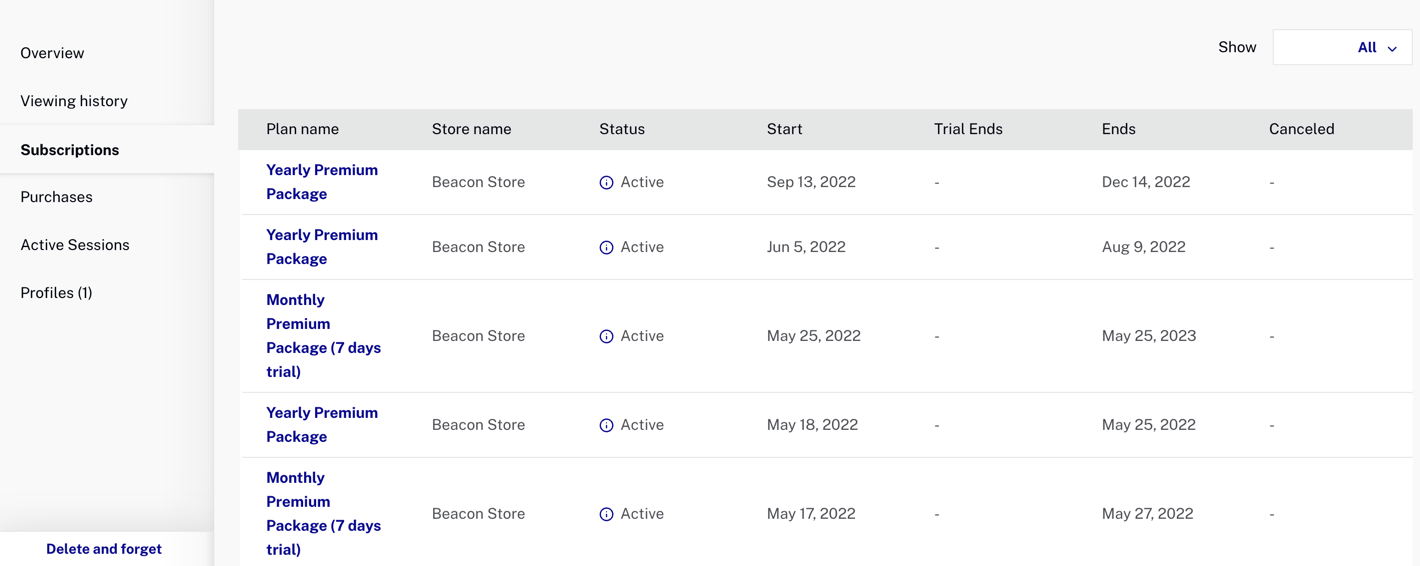 Overview
Viewing history
Subscriptions
Purchases
Active Sessions
Profiles (1)
Delete and forget
Show All
Plan name Store name Status Start Trial Ends Ends Canceled
Yearly Premium
Package
Beacon Store Active Sep 13, 2022 - Dec 14, 2022 -
Yearly Premium
Package
Beacon Store Active Jun 5, 2022 - Aug 9, 2022 -
Monthly
Premium
Package (7 days
trial)
Beacon Store Active May 25, 2022 - May 25, 2023 -
Yearly Premium
Package
Beacon Store Active May 18, 2022 - May 25, 2022 -
Monthly
Premium
Package (7 days
trial)
Beacon Store Active May 17, 2022 - May 27, 2022 -